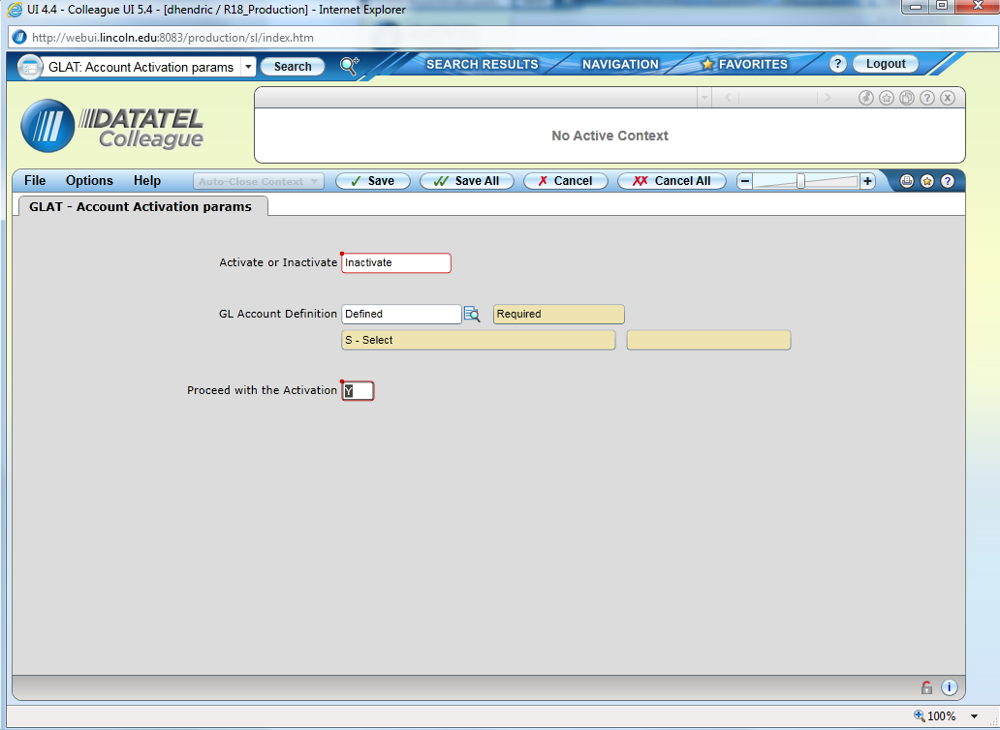 UI 4.4 - Colleague UI 5.4 - [dhendric / R18_Production] - Internet Explorer
http://webui.lincoln.edu:8083/production/sl/index.htm
GLAT: Account Activation params Search SEARCH RESULTS NAVIGATION FAVORITES ? Logout
DATATEL
Colleague
No Active Context
File Options Help Auto-Close Context Save Save All Cancel Cancel All
GLAT - Account Activation params
Activate or Inactivate Inactivate
GL Account Definition Defined Required
S - Select
Proceed with the Activation Y
100%